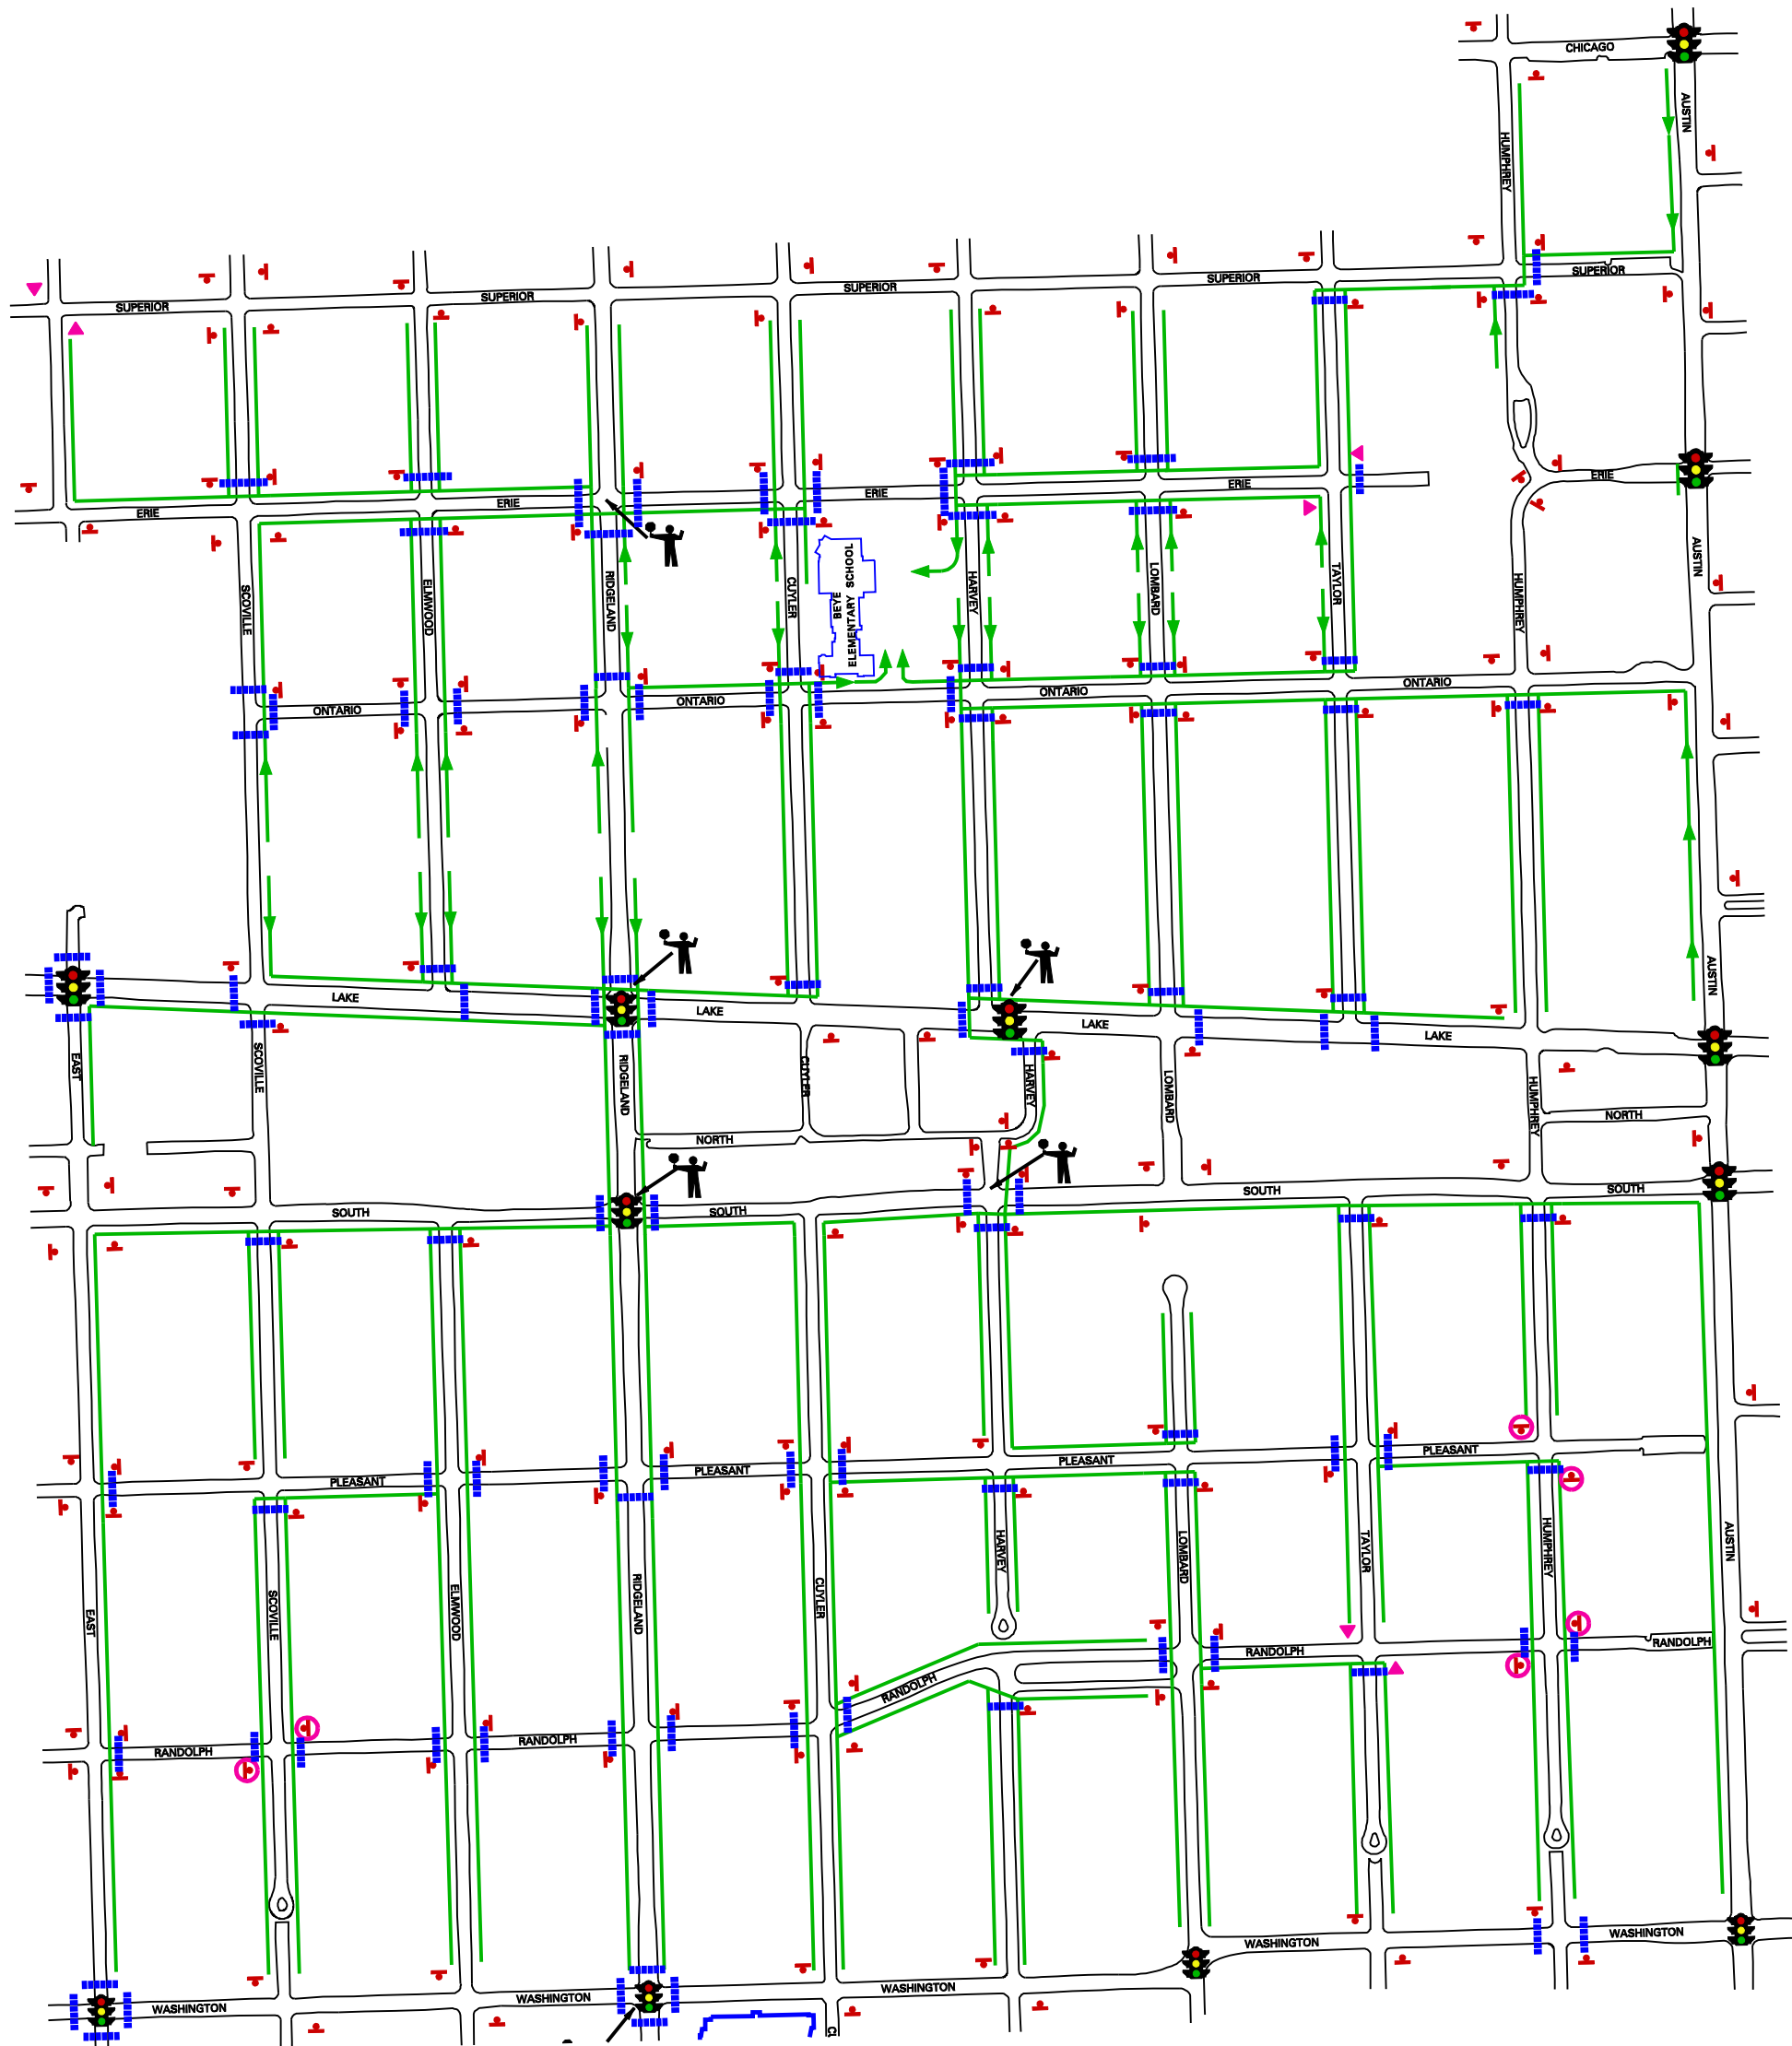 CHICAGO
AUSTIN
HUMPHREY
SUPERIOR
SUPERIOR
SUPERIOR
SUPERIOR
SUPERIOR
ERIE
ERIE
ERIE
ERIE
ERIE
SCOVILLE
ELMWOOD
RIDGELAND
CUYLER
BEYE
ELEMENTARY SCHOOL
HARVEY
LOMBARD
TAYLOR
HUMPHREY
AUSTIN
ONTARIO
ONTARIO
ONTARIO
ONTARIO
AUSTIN
LAKE
LAKE
LAKE
LAKE
EAST
SCOVILLE
RIDGELAND
CUYLER
HARVEY
LOMBARD
HUMPHREY
NORTH
NORTH
SOUTH
SOUTH
SOUTH
SOUTH
PLEASANT
PLEASANT
PLEASANT
PLEASANT
EAST
SCOVILLE
ELMWOOD
RIDGELAND
CUYLER
HARVEY
LOMBARD
TAYLOR
HUMPHREY
AUSTIN
RANDOLPH
RANDOLPH
RANDOLPH
RANDOLPH
RANDOLPH
WASHINGTON
WASHINGTON
WASHINGTON
WASHINGTON
WASHINGTON